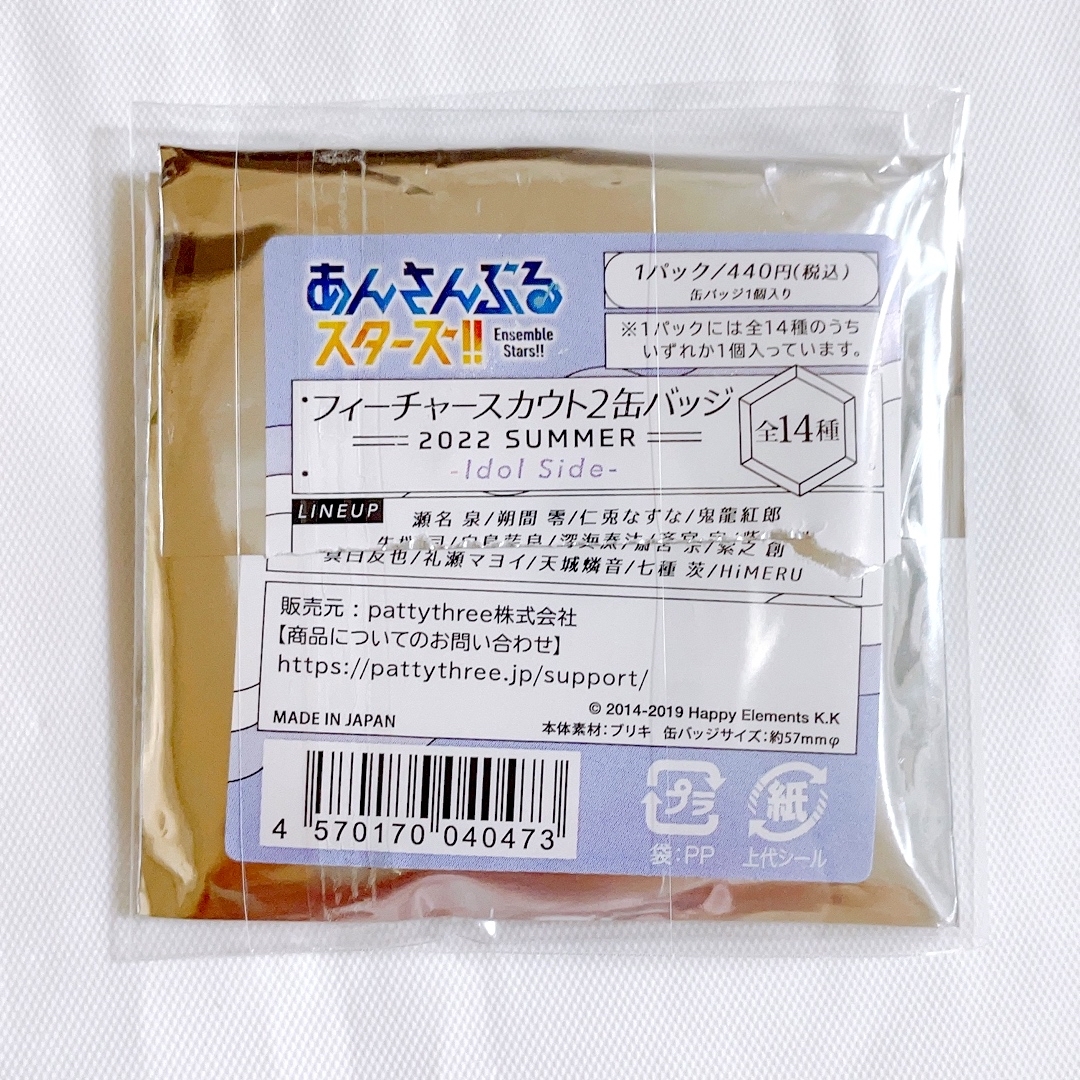 あんさんぶる
スターズ!!
Ensemble
Stars!!
1パック/440円(税込)
缶バッジ1個入り
※1パックには全14種のうち
いずれか1個入っています。
・フィーチャースカウト2缶バッジ
2022 SUMMER
-Idol Side-
全14種
LINEUP
瀬名 泉/朔間 零/仁兎なずな/鬼龍紅郎
真白友也/礼瀬マヨイ/天城燐音/七種 茨/HiMERU
販売元：pattythree株式会社
【商品についてのお問い合わせ】
https://pattythree.jp/support/
© 2014-2019 Happy Elements K.K
MADE IN JAPAN
本体素材：ブリキ 缶バッジサイズ：約57mmφ
4 570170 040473
プラ
紙
袋：PP
上代シール